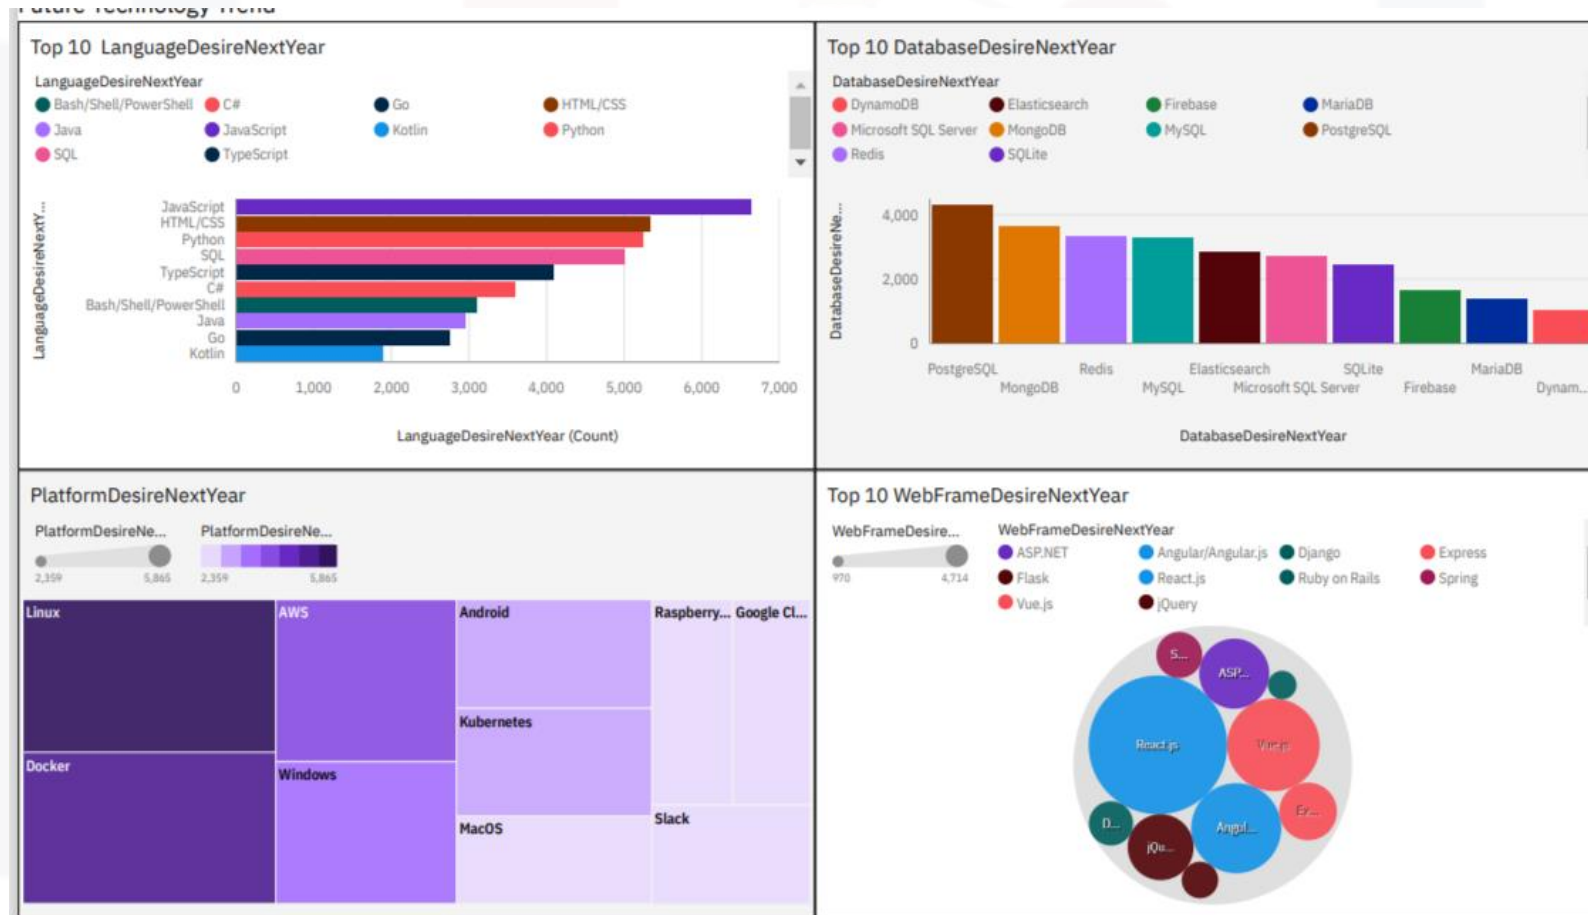 Future Technology Trend
Top 10 LanguageDesireNextYear
LanguageDesireNextYear
Bash/Shell/PowerShell C# Go HTML/CSS
Java JavaScript Kotlin Python
SQL TypeScript
LanguageDesireNextY...
JavaScript
HTML/CSS
Python
SQL
TypeScript
C#
Bash/Shell/PowerShell
Java
Go
Kotlin
0 1,000 2,000 3,000 4,000 5,000 6,000 7,000
LanguageDesireNextYear (Count)
Top 10 DatabaseDesireNextYear
DatabaseDesireNextYear
DynamoDB Elasticsearch Firebase MariaDB
Microsoft SQL Server MongoDB MySQL PostgreSQL
Redis SQLite
DatabaseDesireNe...
4,000
2,000
0
PostgreSQL Redis Elasticsearch SQLite MariaDB
MongoDB MySQL Microsoft SQL Server Firebase Dynam...
DatabaseDesireNextYear
PlatformDesireNextYear
PlatformDesireNe... PlatformDesireNe...
2,359 5,865 2,359 5,865
Linux AWS Android Raspberry... Google Cl...
Kubernetes
Docker Windows
MacOS Slack
Top 10 WebFrameDesireNextYear
WebFrameDesire... WebFrameDesireNextYear
ASP.NET Angular/Angular.js Django Express
970 4,714 Flask React.js Ruby on Rails Spring
Vue.js jQuery
S...
ASP...
React.js Vue.js
Ex...
D... Angul...
jQu...